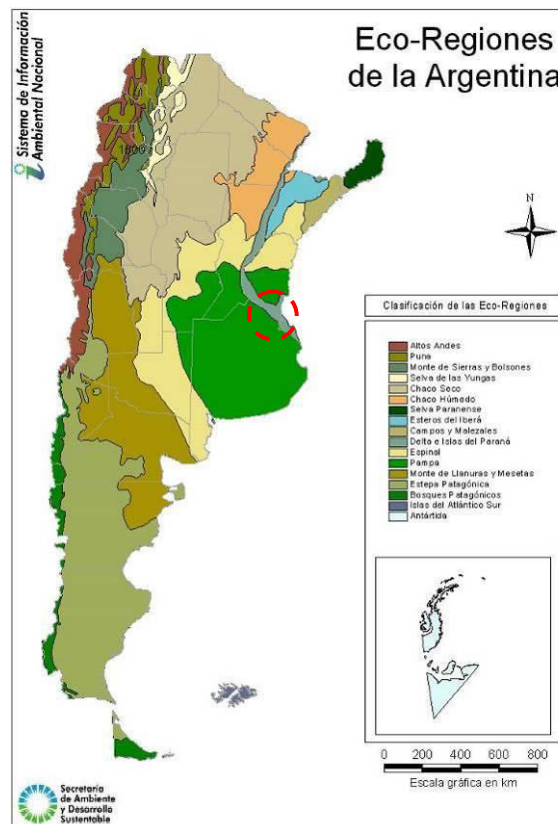 Sistema de Información
Ambiental Nacional
Eco-Regiones
de la Argentina
N
Clasificación de las Eco-Regiones
Altos Andes
Puna
Monte de Sierras y Bolsones
Selva de las Yungas
Chaco Seco
Chaco Húmedo
Selva Paranense
Esteros del Iberá
Campos y Malezales
Delta e Islas del Paraná
Espinal
Pampa
Monte de Llanuras y Mesetas
Estepa Patagónica
Bosques Patagónicos
Islas del Atlántico Sur
Antártida
0 200 400 600 800
Escala gráfica en km
Secretaría
de Ambiente
y Desarrollo
Sustentable